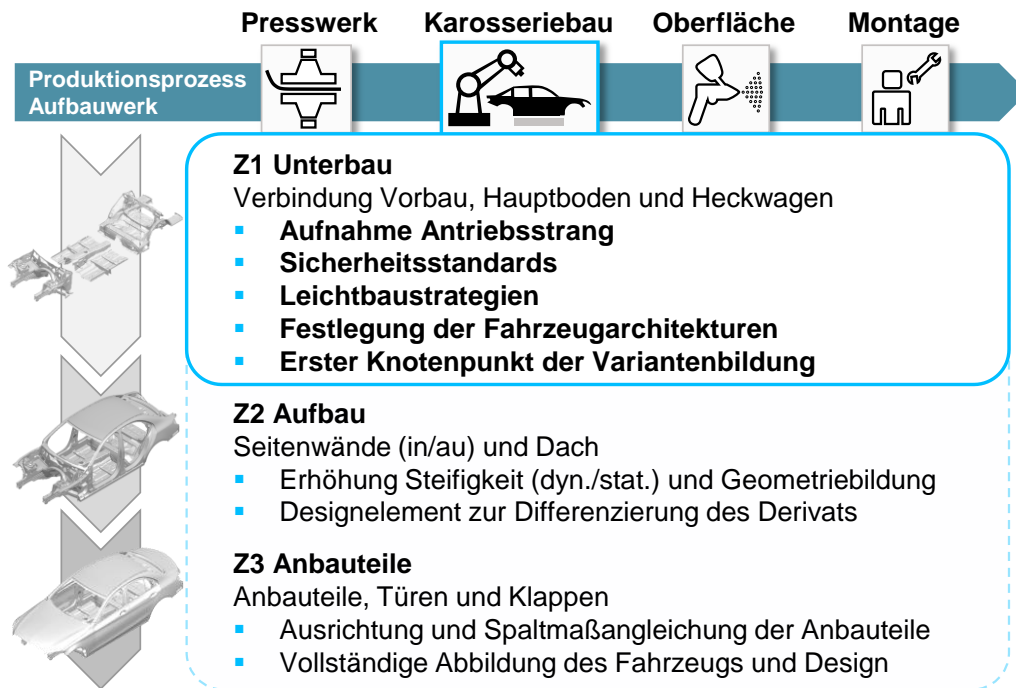 Presswerk Karosseriebau Oberfläche Montage
Produktionsprozess
Aufbauwerk
Z1 Unterbau
Verbindung Vorbau, Hauptboden und Heckwagen
▪ Aufnahme Antriebsstrang
▪ Sicherheitsstandards
▪ Leichtbaustrategien
▪ Festlegung der Fahrzeugarchitekturen
▪ Erster Knotenpunkt der Variantenbildung
Z2 Aufbau
Seitenwände (in/au) und Dach
▪ Erhöhung Steifigkeit (dyn./stat.) und Geometriebildung
▪ Designelement zur Differenzierung des Derivats
Z3 Anbauteile
Anbauteile, Türen und Klappen
▪ Ausrichtung und Spaltmaßangleichung der Anbauteile
▪ Vollständige Abbildung des Fahrzeugs und Design